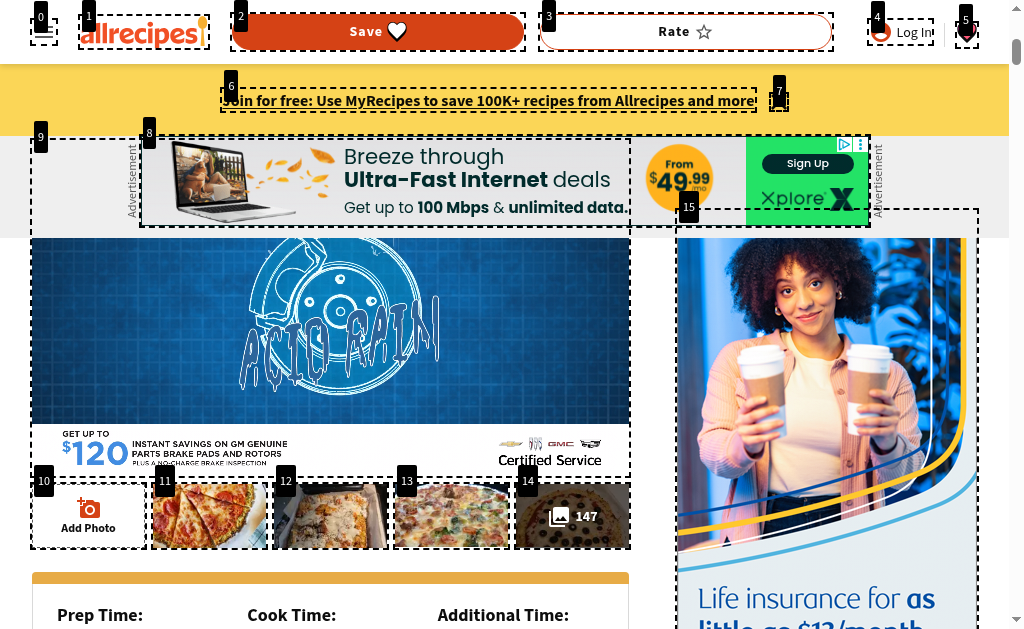 0
1
2
3
4
5
allrecipes
Save
Rate
Log In
6
7
Join for free: Use MyRecipes to save 100K+ recipes from Allrecipes and more
8
9
Advertisement
Breeze through
Ultra-Fast Internet deals
Get up to 100 Mbps & unlimited data.
From
$49.99
/mo
Sign Up
Xplore
Advertisement
15
ACID RAIN
GET UP TO
$120
INSTANT SAVINGS ON GM GENUINE
PARTS BRAKE PADS AND ROTORS
PLUS A NO-CHARGE BRAKE INSPECTION
GMC
Certified Service
10
11
12
13
14
Add Photo
147
Prep Time:
Cook Time:
Additional Time:
Life insurance for as
little as $13/month